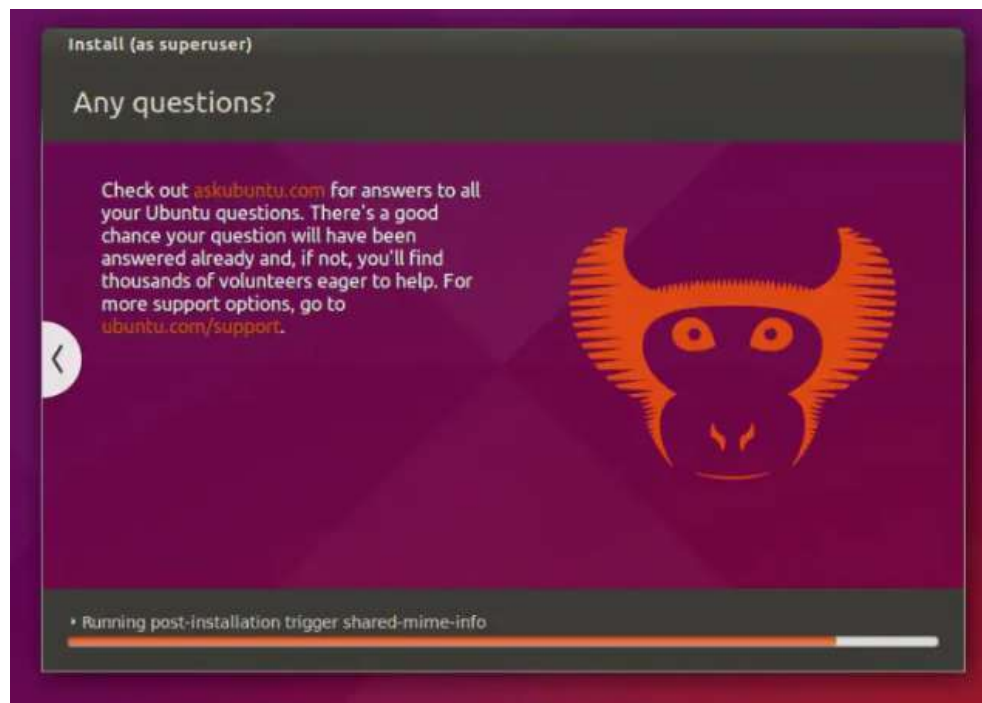 Install (as superuser)
Any questions?
Check out askubuntu.com for answers to all
your Ubuntu questions. There's a good
chance your question will have been
answered already and, if not, you'll find
thousands of volunteers eager to help. For
more support options, go to
ubuntu.com/support.
Running post-installation trigger shared-mime-info